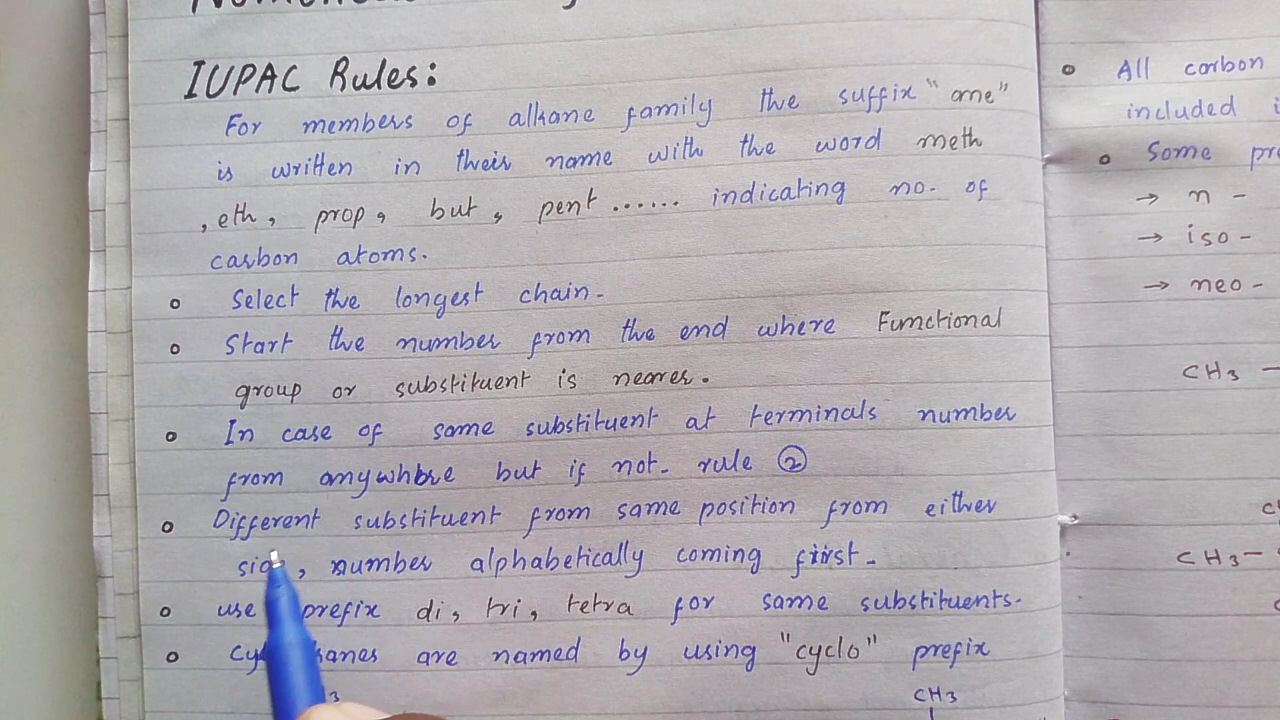 IUPAC Rules:
For members of alkane family the suffix "ane"
is written in their name with the word meth
, eth, prop, but, pent ...... indicating no. of
carbon atoms.
o Select the longest chain.
o Start the number from the end where Functional
group or substituent is neares.
o In case of same substituent at terminals number
from anywhere but if not. rule ②
o Different substituent from same position from either
, number alphabetically coming first.
o use prefix di, tri, tetra for same substituents.
o are named by using "cyclo" prefix
CH3
o All carbon
included
o Some
→ n -
→ iso -
→ neo -
CH3 —
CH3 —